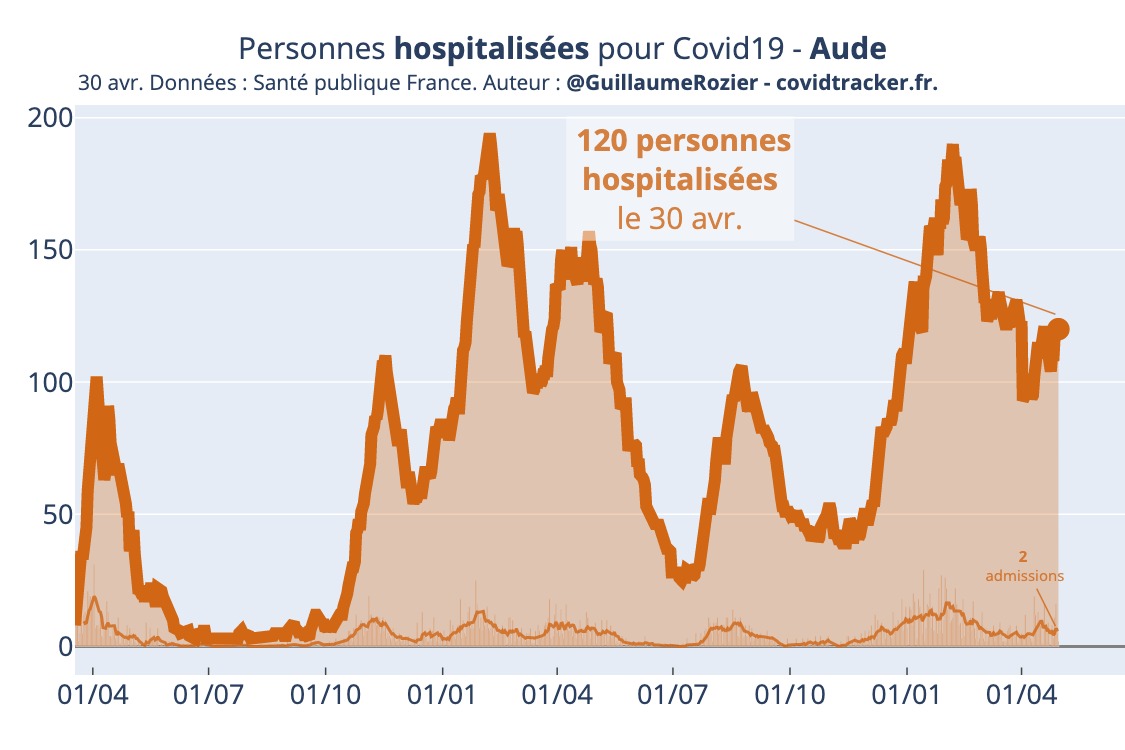 Personnes hospitalisées pour Covid19 - Aude
30 avr. Données : Santé publique France. Auteur : @GuillaumeRozier - covidtracker.fr.
200
120 personnes
hospitalisées
le 30 avr.
150
100
50
2
admissions
0
01/04 01/07 01/10 01/01 01/04 01/07 01/10 01/01 01/04